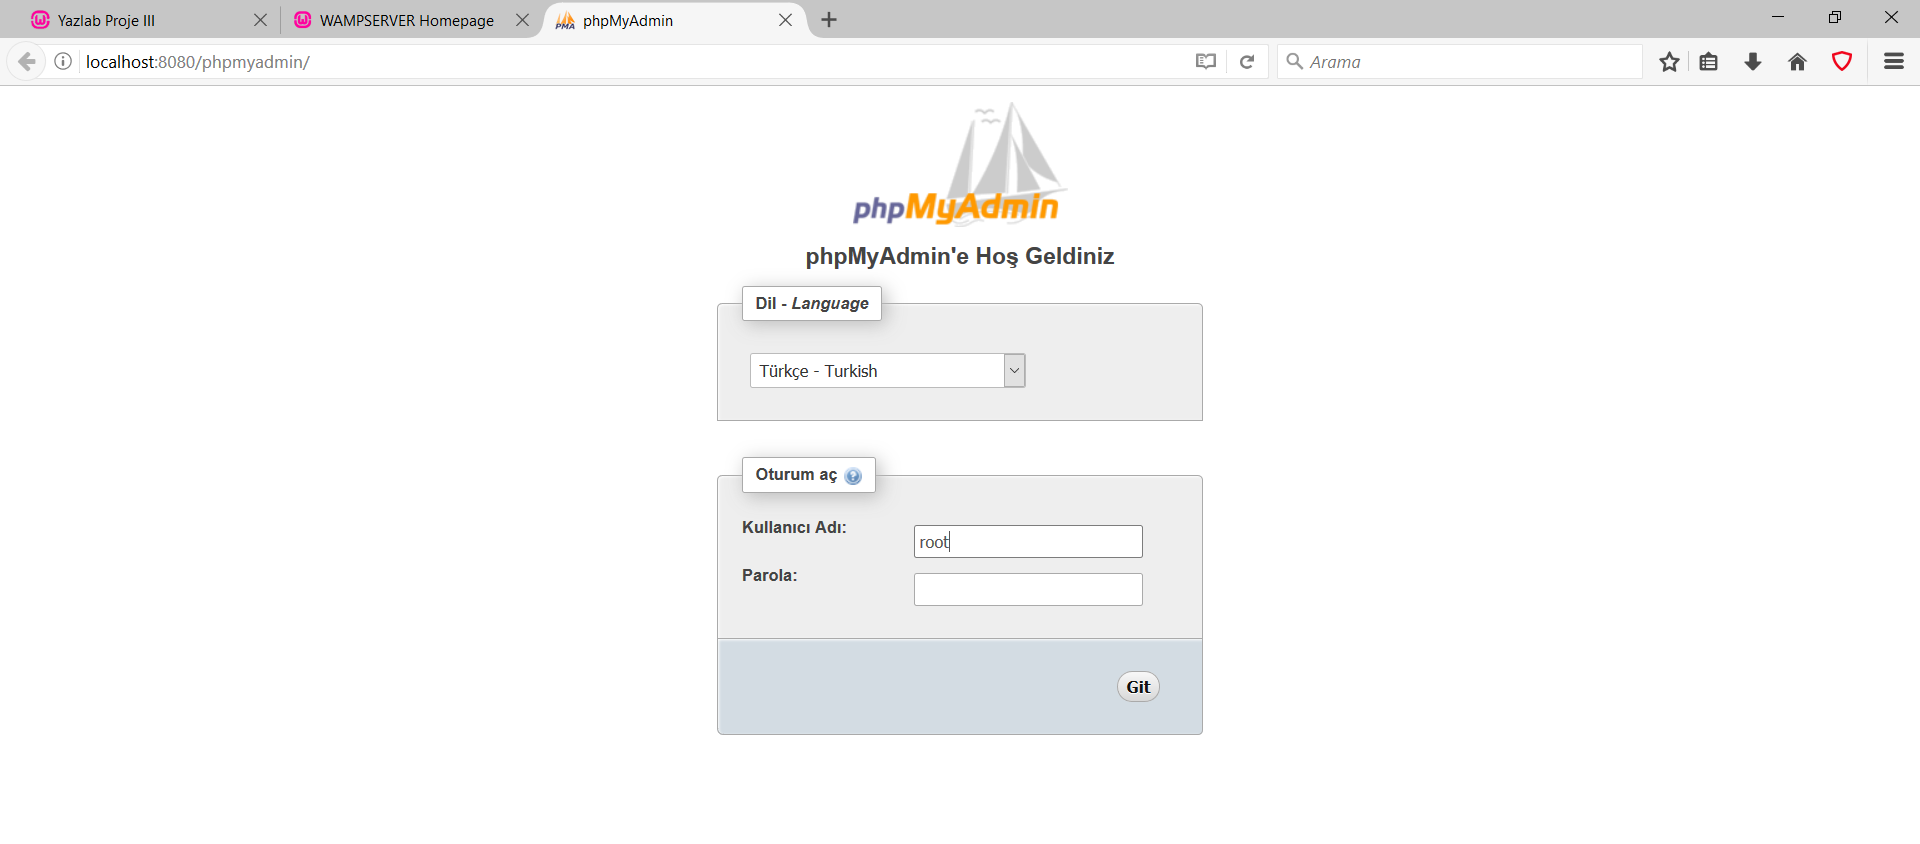 Yazlab Proje III
WAMPSERVER Homepage
phpMyAdmin
localhost:8080/phpmyadmin/
Arama
phpMyAdmin
phpMyAdmin'e Hoş Geldiniz
Dil - Language
Türkçe - Turkish
Oturum aç
Kullanıcı Adı:
root
Parola:
Git